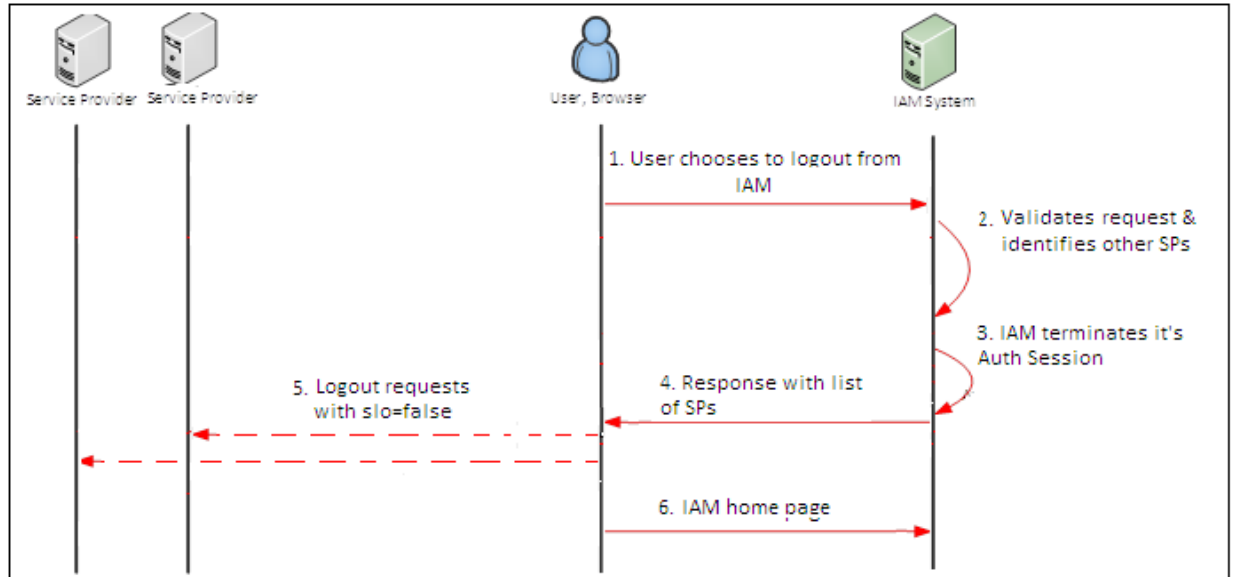 Service Provider
Service Provider
User, Browser
IAM System
1. User chooses to logout from
IAM
2. Validates request &
identifies other SPs
3. IAM terminates it's
Auth Session
4. Response with list
of SPs
5. Logout requests
with slo=false
6. IAM home page